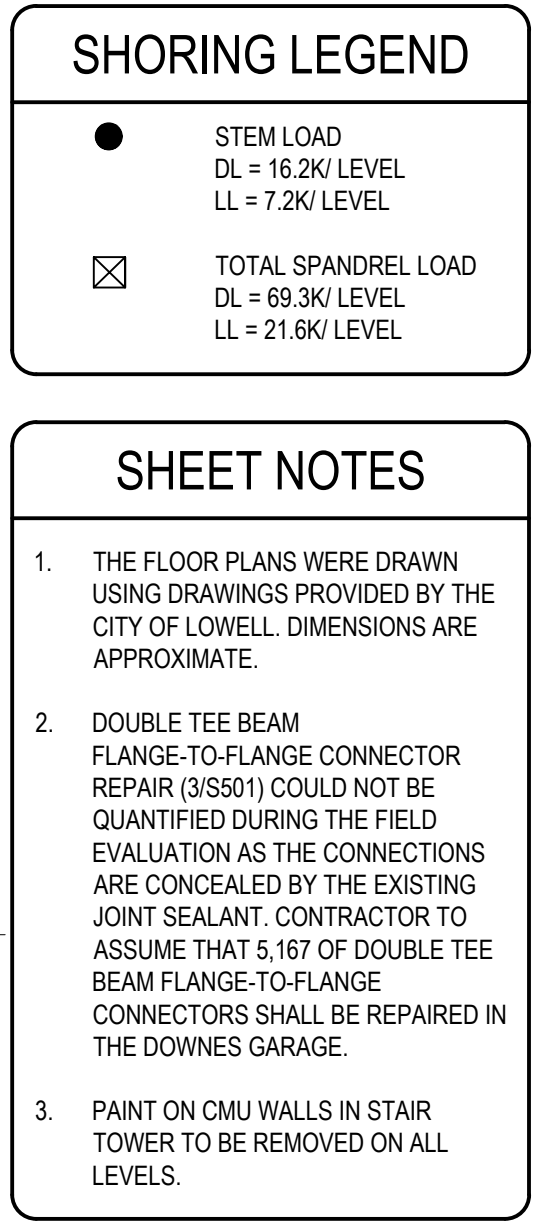 SHORING LEGEND
STEM LOAD
DL = 16.2K/ LEVEL
LL = 7.2K/ LEVEL
TOTAL SPANDREL LOAD
DL = 69.3K/ LEVEL
LL = 21.6K/ LEVEL
SHEET NOTES
1. THE FLOOR PLANS WERE DRAWN
USING DRAWINGS PROVIDED BY THE
CITY OF LOWELL. DIMENSIONS ARE
APPROXIMATE.
2. DOUBLE TEE BEAM
FLANGE-TO-FLANGE CONNECTOR
REPAIR (3/S501) COULD NOT BE
QUANTIFIED DURING THE FIELD
EVALUATION AS THE CONNECTIONS
ARE CONCEALED BY THE EXISTING
JOINT SEALANT. CONTRACTOR TO
ASSUME THAT 5,167 OF DOUBLE TEE
BEAM FLANGE-TO-FLANGE
CONNECTORS SHALL BE REPAIRED IN
THE DOWNES GARAGE.
3. PAINT ON CMU WALLS IN STAIR
TOWER TO BE REMOVED ON ALL
LEVELS.